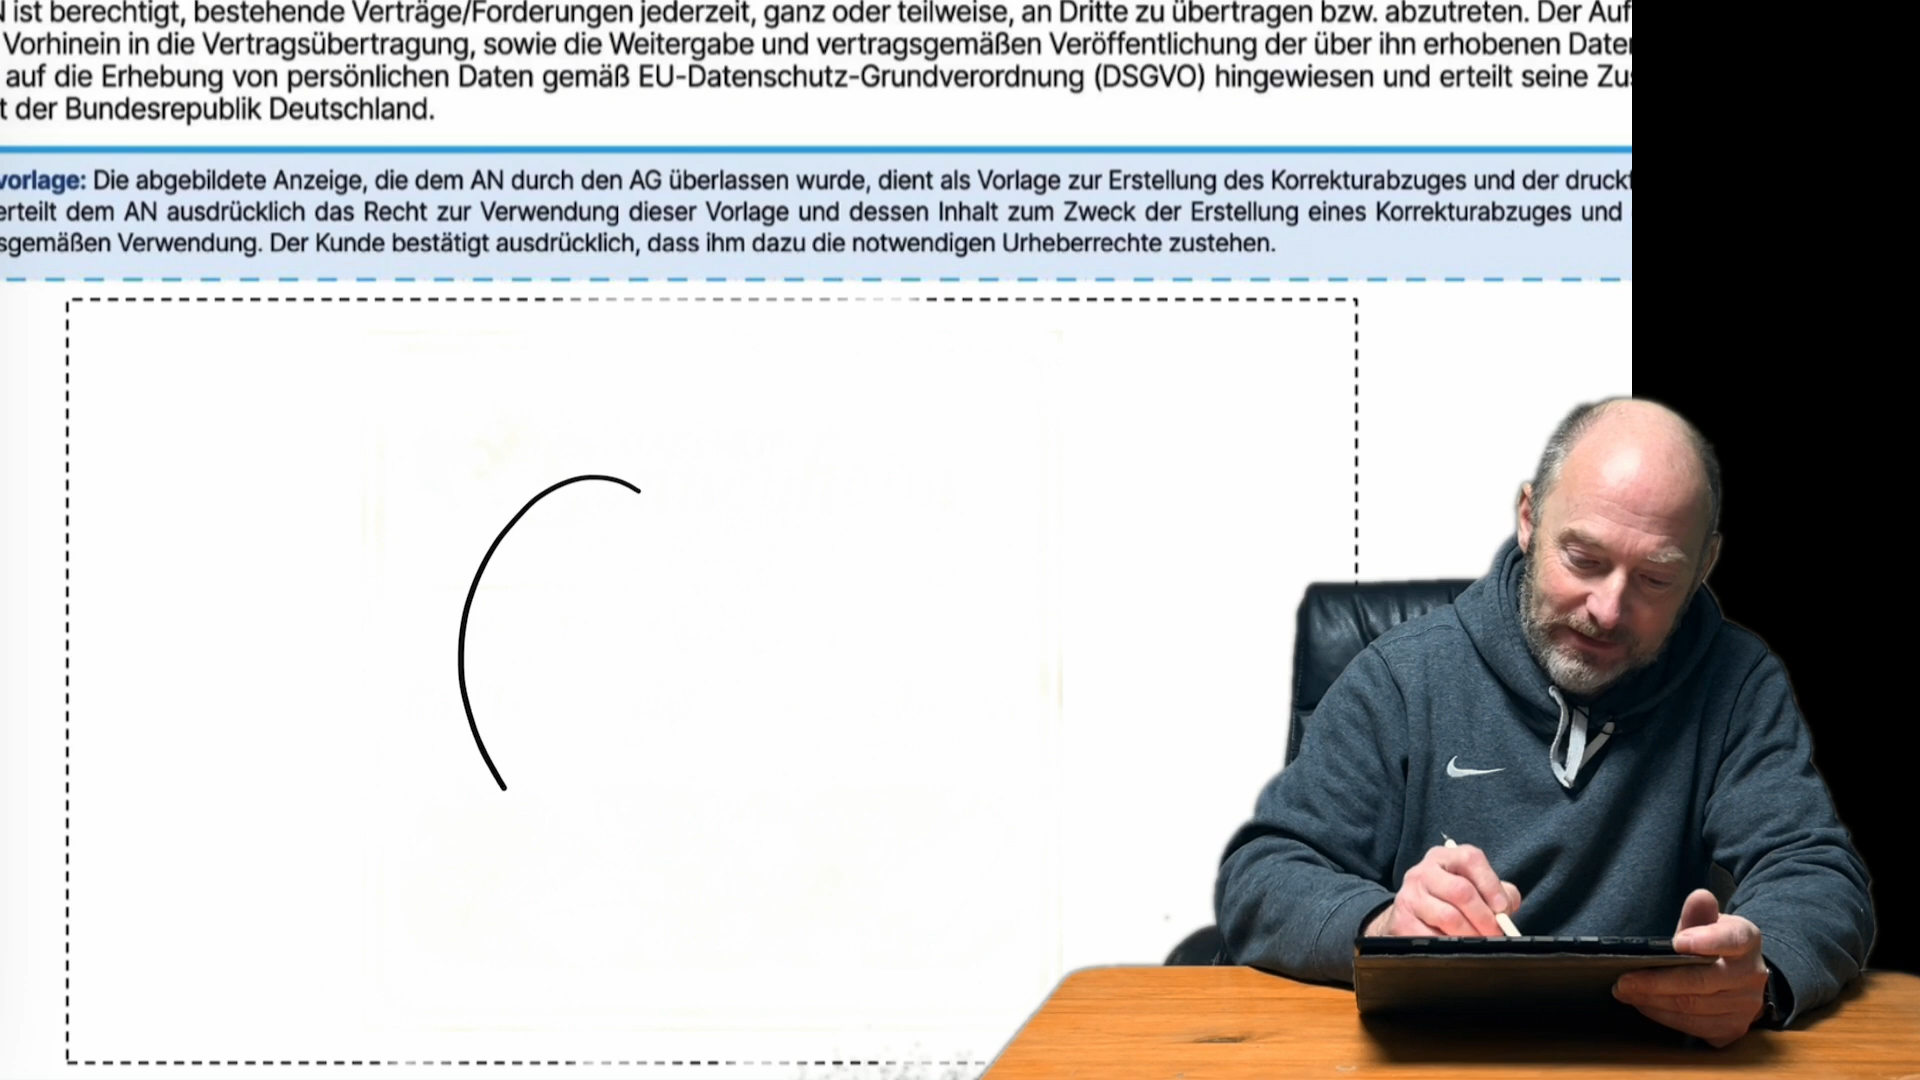 ist berechtigt, bestehende Verträge/Forderungen jederzeit, ganz oder teilweise, an Dritte zu übertragen bzw. abzutreten. Der Auf
Vorhinein in die Vertragsübertragung, sowie die Weitergabe und vertragsgemäßen Veröffentlichung der über ihn erhobenen Date
auf die Erhebung von persönlichen Daten gemäß EU-Datenschutz-Grundverordnung (DSGVO) hingewiesen und erteilt seine Zu
t der Bundesrepublik Deutschland.
vorlage: Die abgebildete Anzeige, die dem AN durch den AG überlassen wurde, dient als Vorlage zur Erstellung des Korrekturabzuges und der druck
erteilt dem AN ausdrücklich das Recht zur Verwendung dieser Vorlage und dessen Inhalt zum Zweck der Erstellung eines Korrekturabzuges und
sgemäßen Verwendung. Der Kunde bestätigt ausdrücklich, dass ihm dazu die notwendigen Urheberrechte zustehen.